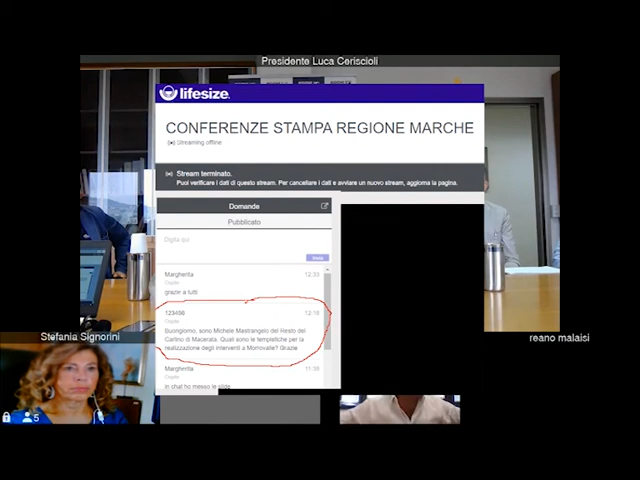 Presidente Luca Ceriscioli
lifesize
CONFERENZE STAMPA REGIONE MARCHE
Streaming offline
Stream terminato.
Puoi verificare i dati di questo stream. Per cancellare i dati e avviare un nuovo stream, aggiorna la pagina.
Domande
Pubblicato
Digita qui
Invia
Margherita 12:33
Ospite
grazie a tutti
123456 12:18
Ospite
Buongiorno, sono Michele Mastrangelo del Resto del
Carlino di Macerata. Quali sono le tempistiche per la
realizzazione degli interventi a Morrovalle? Grazie
Margherita
Ospite
in chat ho messo le slide
Stefania Signorini
reano malaisi
5